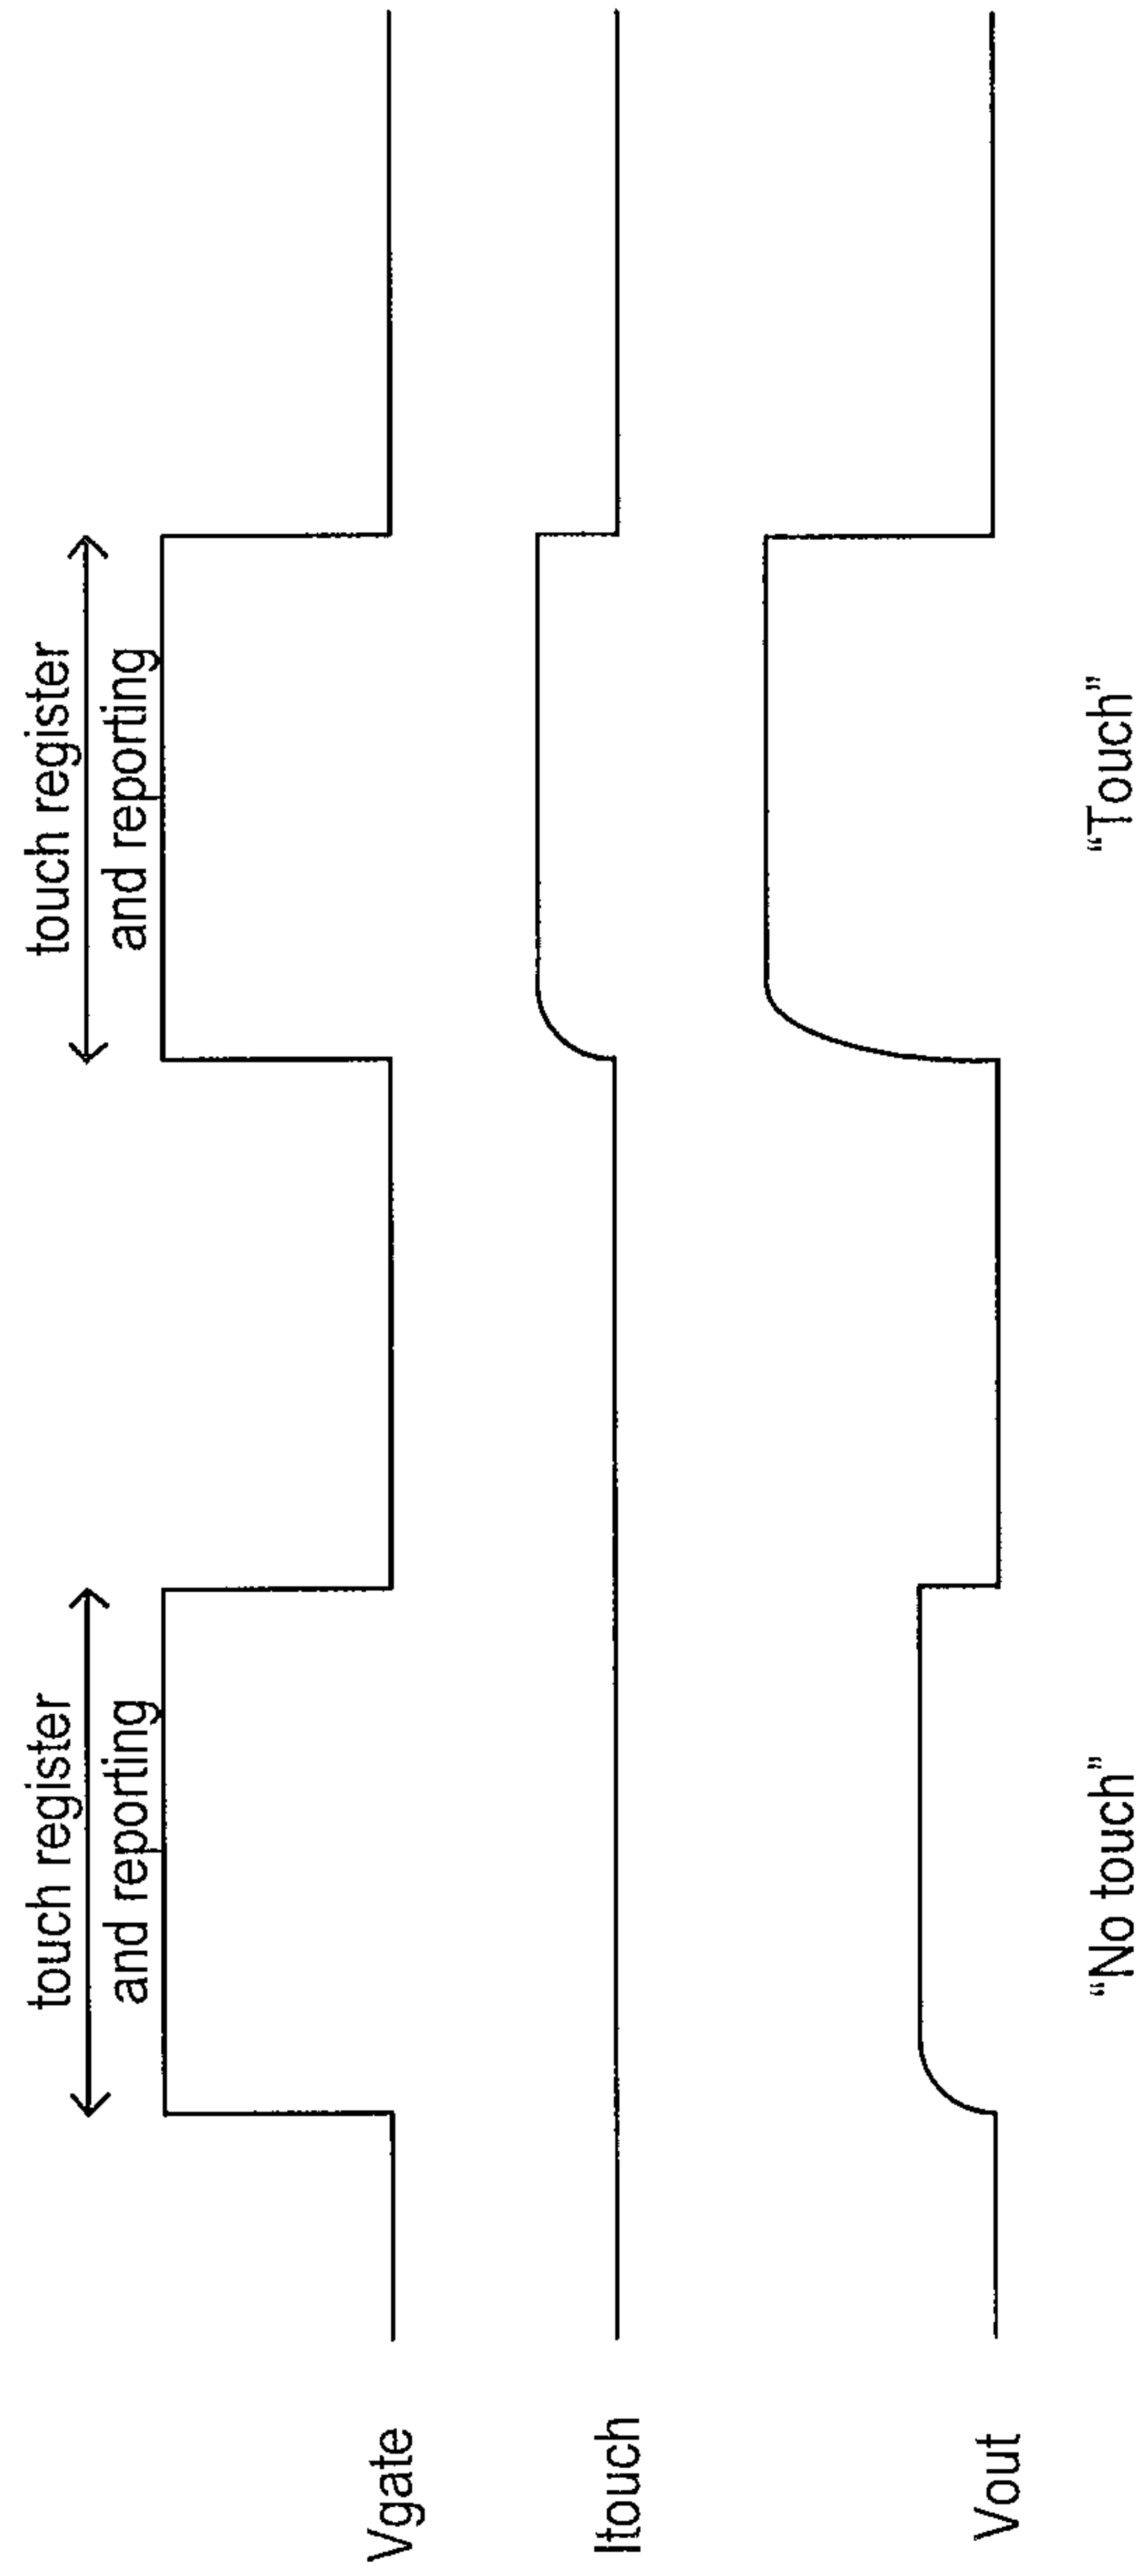 touch register
and reporting
touch register
and reporting
Vgate
Itouch
Vout
“No touch”
“Touch”